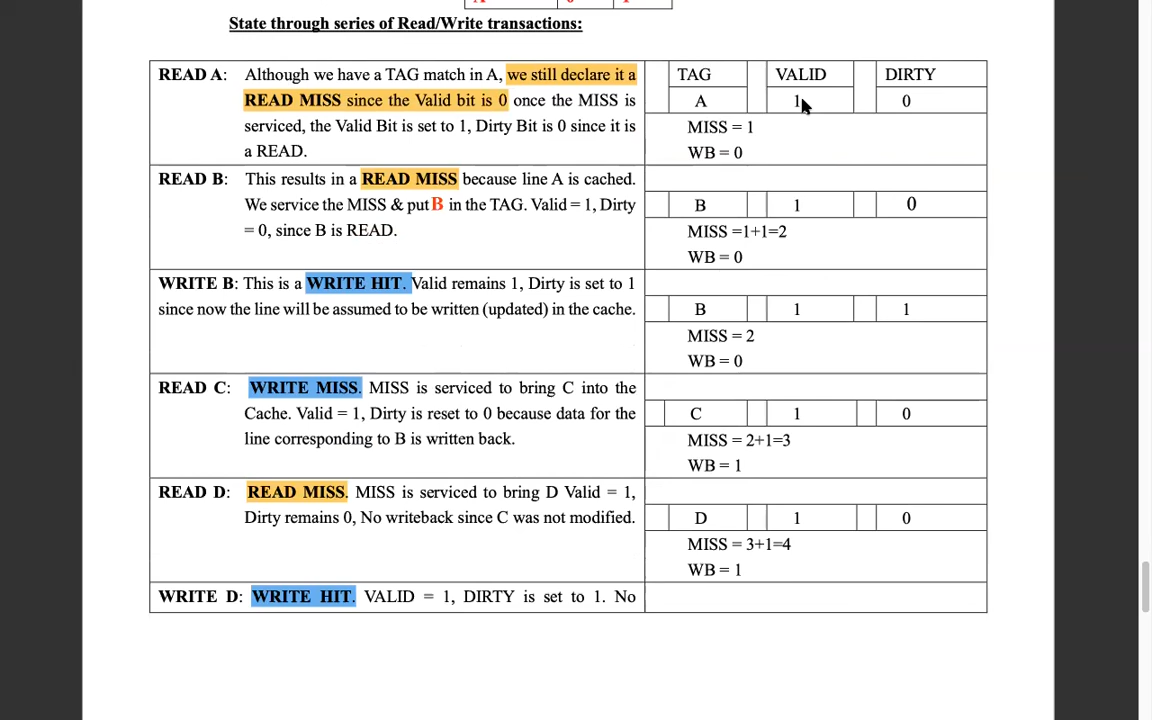 State through series of Read/Write transactions:
READ A: Although we have a TAG match in A, we still declare it a
READ MISS since the Valid bit is 0 once the MISS is
serviced, the Valid Bit is set to 1, Dirty Bit is 0 since it is
a READ.
TAG VALID DIRTY
A 1 0
MISS = 1
WB = 0
READ B: This results in a READ MISS because line A is cached.
We service the MISS & put B in the TAG. Valid = 1, Dirty
= 0, since B is READ.
B 1 0
MISS =1+1=2
WB = 0
WRITE B: This is a WRITE HIT. Valid remains 1, Dirty is set to 1
since now the line will be assumed to be written (updated) in the cache.
B 1 1
MISS = 2
WB = 0
READ C: WRITE MISS. MISS is serviced to bring C into the
Cache. Valid = 1, Dirty is reset to 0 because data for the
line corresponding to B is written back.
C 1 0
MISS = 2+1=3
WB = 1
READ D: READ MISS. MISS is serviced to bring D Valid = 1,
Dirty remains 0, No writeback since C was not modified.
D 1 0
MISS = 3+1=4
WB = 1
WRITE D: WRITE HIT. VALID = 1, DIRTY is set to 1. No